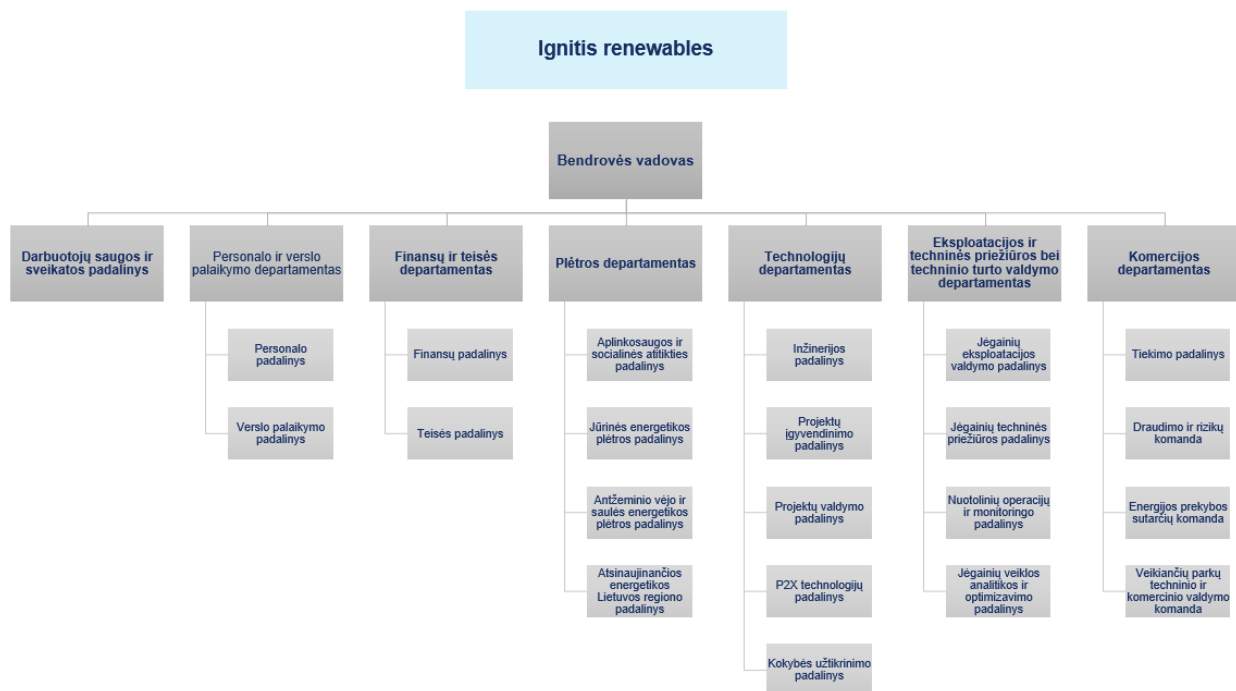 Ignitis renewables
Bendrovės vadovas
Darbuotojų saugos ir
sveikatos padalinys
Personalo ir verslo
palaikymo departamentas
Finansų ir teisės
departamentas
Plėtros departamentas
Technologijų
departamentas
Eksploatacijos ir
techninės priežiūros bei
techninio turto valdymo
departamentas
Komercijos
departamentas
Personalo
padalinys
Verslo palaikymo
padalinys
Finansų padalinys
Teisės padalinys
Aplinkosaugos ir
socialinės atitikties
padalinys
Jūrinės energetikos
plėtros padalinys
Antžeminio vėjo ir
saulės energetikos
plėtros padalinys
Atsinaujinančios
energetikos
Lietuvos regiono
padalinys
Inžinerijos
padalinys
Projektų
įgyvendinimo
padalinys
Projektų valdymo
padalinys
P2X technologijų
padalinys
Kokybės užtikrinimo
padalinys
Jėgainių
eksploatacijos
valdymo padalinys
Jėgainių techninės
priežiūros padalinys
Nuotolinių operacijų
ir monitoringo
padalinys
Jėgainių veiklos
analitikos ir
optimizavimo
padalinys
Tiekimo padalinys
Draudimo ir rizikų
komanda
Energijos prekybos
sutarčių komanda
Veikiančių parkų
techninio ir
komercinio valdymo
komanda